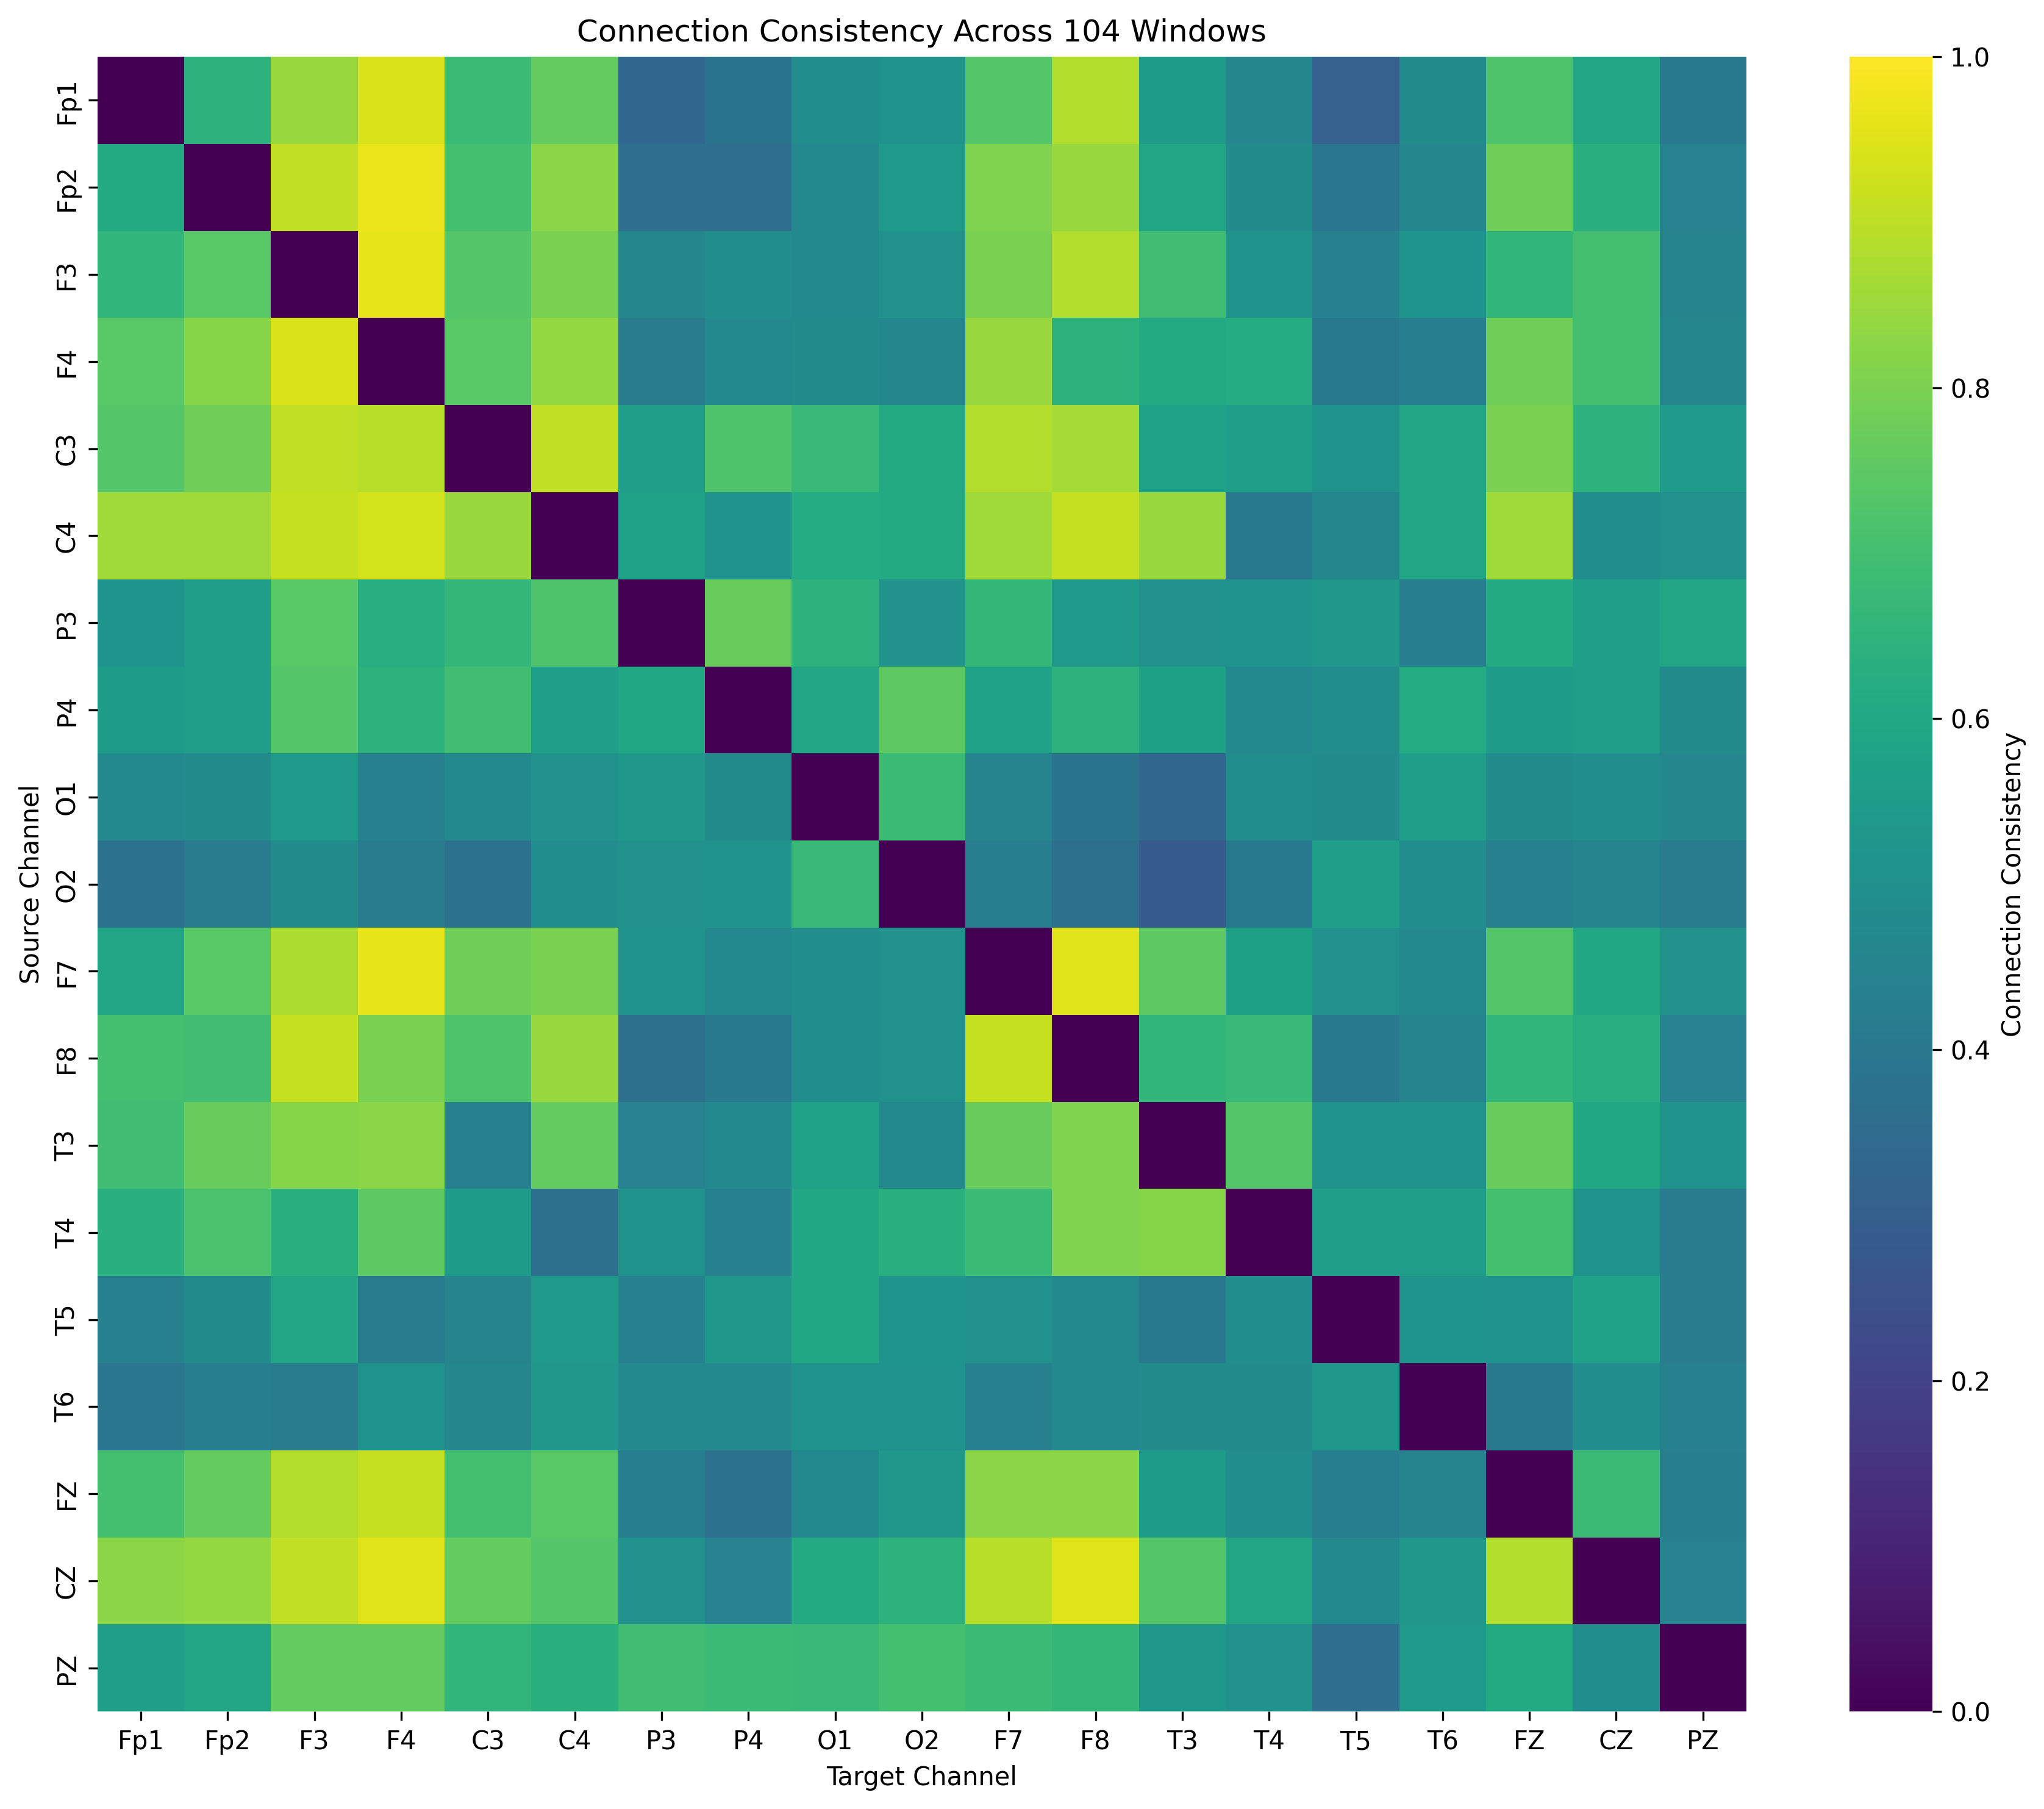 Connection Consistency Across 104 Windows
Source Channel
Fp1
Fp2
F3
F4
C3
C4
P3
P4
O1
O2
F7
F8
T3
T4
T5
T6
FZ
CZ
PZ
Fp1 Fp2 F3 F4 C3 C4 P3 P4 O1 O2 F7 F8 T3 T4 T5 T6 FZ CZ PZ
Target Channel
1.0
0.8
0.6
0.4
0.2
0.0
Connection Consistency